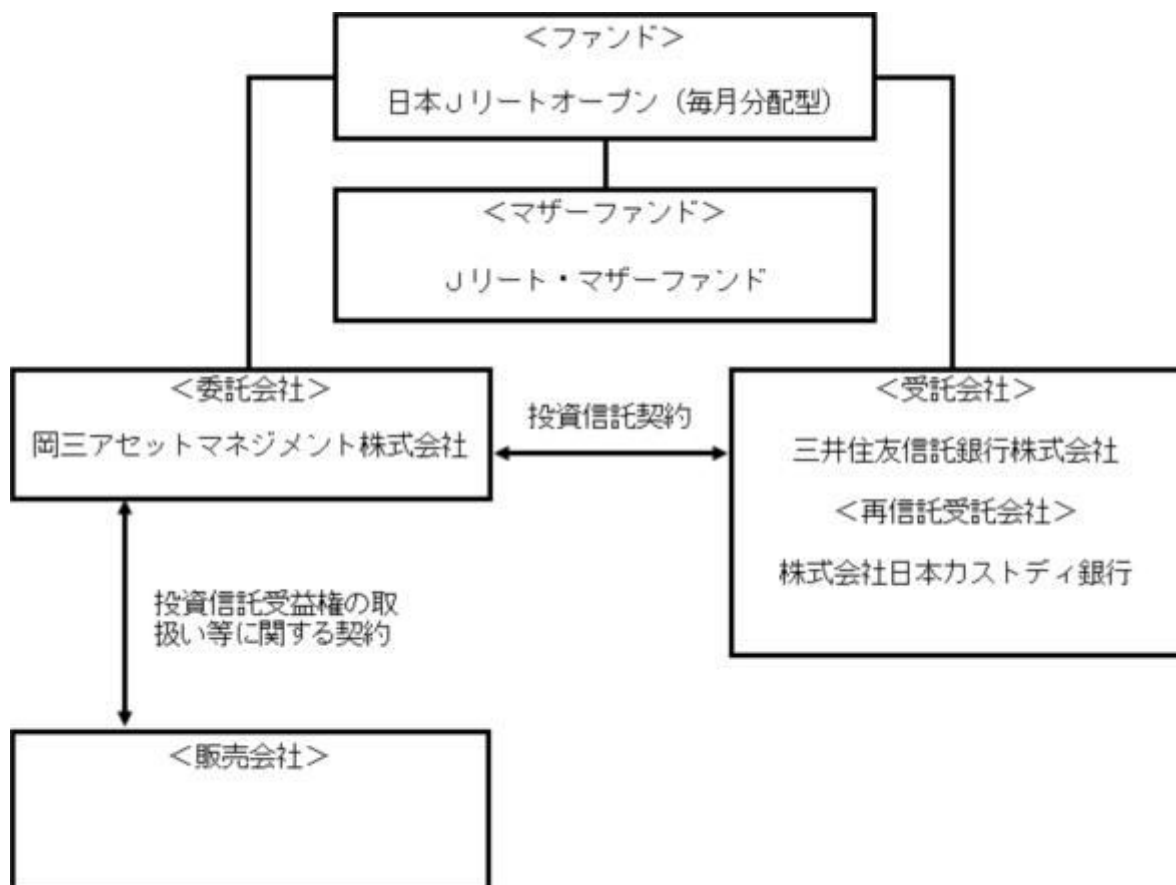 ＜ファンド＞
日本Ｊリートオープン（毎月分配型）
＜マザーファンド＞
Ｊリート・マザーファンド
＜委託会社＞
岡三アセットマネジメント株式会社
投資信託契約
＜受託会社＞
三井住友信託銀行株式会社
＜再信託受託会社＞
株式会社日本カストディ銀行
投資信託受益権の取
扱い等に関する契約
＜販売会社＞